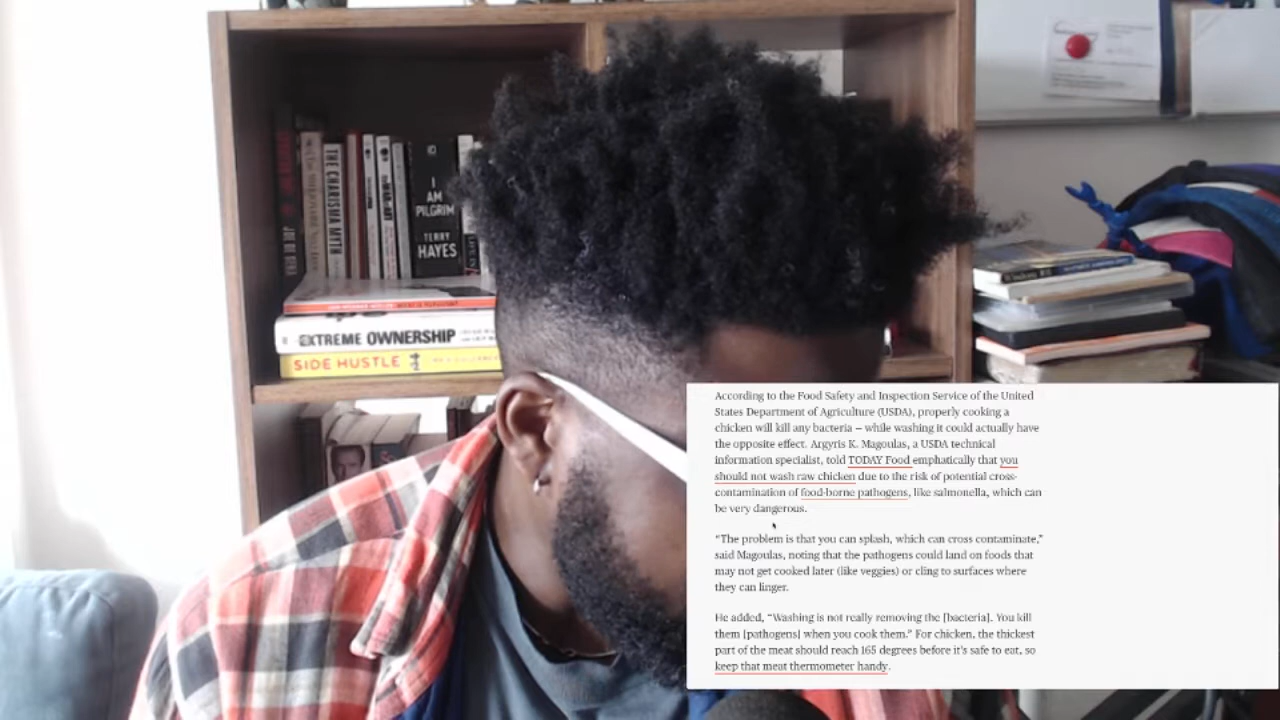 THE CHARISMA MYTH
I AM
PILGRIM
TERRY
HAYES
EXTREME OWNERSHIP
SIDE HUSTLE
According to the Food Safety and Inspection Service of the United
States Department of Agriculture (USDA), properly cooking a
chicken will kill any bacteria — while washing it could actually have
the opposite effect. Argyris K. Magoulas, a USDA technical
information specialist, told TODAY Food emphatically that you
should not wash raw chicken due to the risk of potential cross-
contamination of food-borne pathogens, like salmonella, which can
be very dangerous.
“The problem is that you can splash, which can cross contaminate,”
said Magoulas, noting that the pathogens could land on foods that
may not get cooked later (like veggies) or cling to surfaces where
they can linger.
He added, “Washing is not really removing the [bacteria]. You kill
them [pathogens] when you cook them.” For chicken, the thickest
part of the meat should reach 165 degrees before it's safe to eat, so
keep that meat thermometer handy.